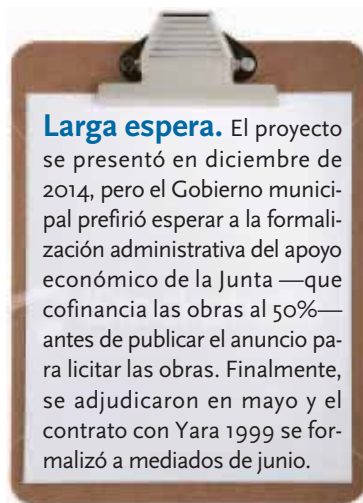 Larga espera. El proyecto
se presentó en diciembre de
2014, pero el Gobierno munici-
pal prefirió esperar a la formali-
zación administrativa del apoyo
económico de la Junta —que
cofinancia las obras al 50%—
antes de publicar el anuncio pa-
ra licitar las obras. Finalmente,
se adjudicaron en mayo y el
contrato con Yara 1999 se for-
malizó a mediados de junio.